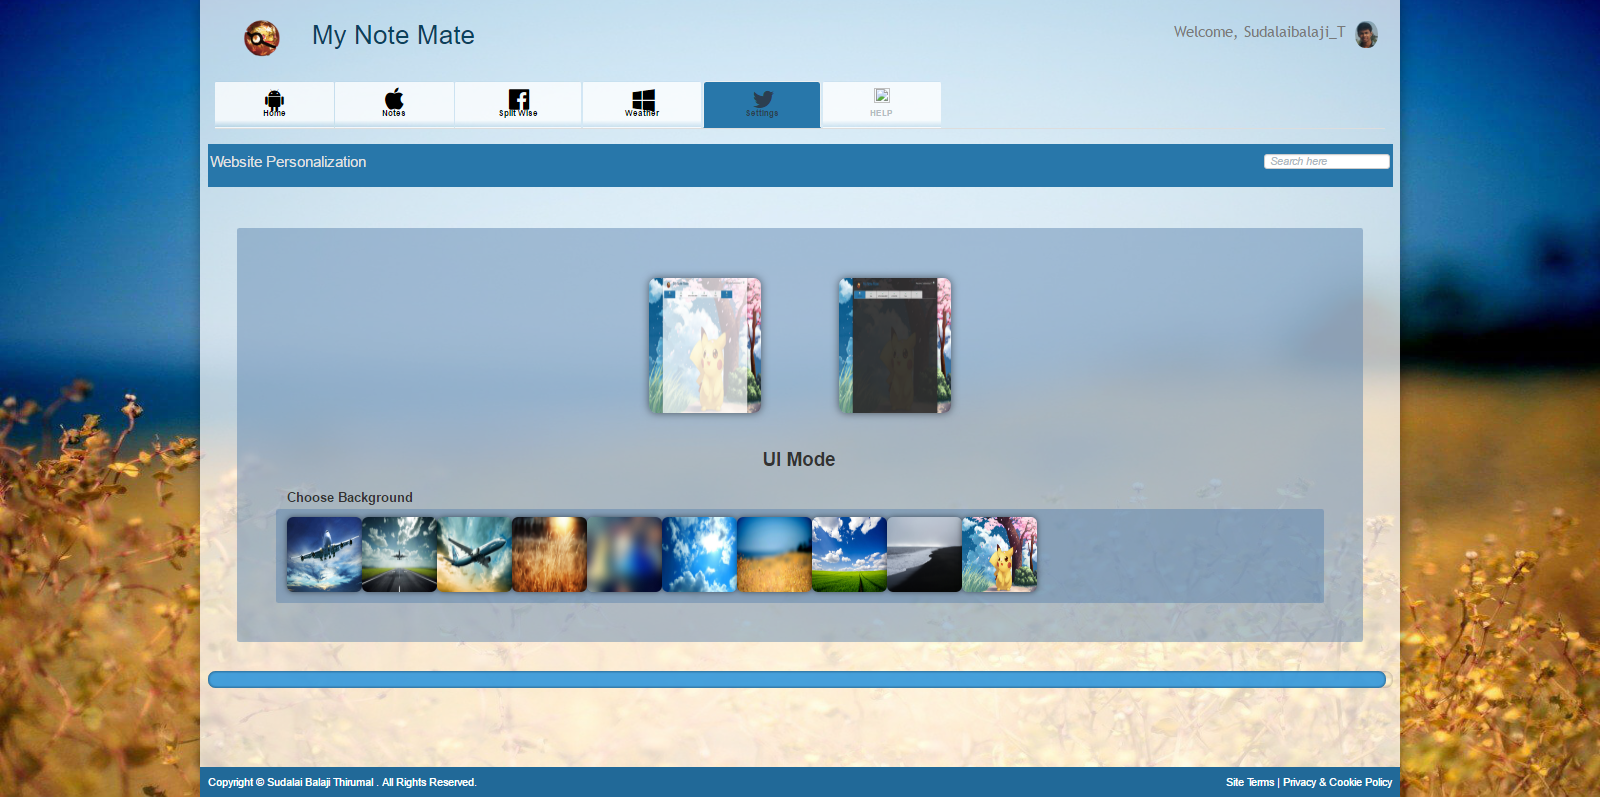 My Note Mate
Welcome, Sudalaibalaji_T
Home
Notes
Split Wise
Weather
Settings
HELP
Website Personalization
Search here
UI Mode
Choose Background
Copyright © Sudalai Balaji Thirumal . All Rights Reserved.
Site Terms | Privacy & Cookie Policy